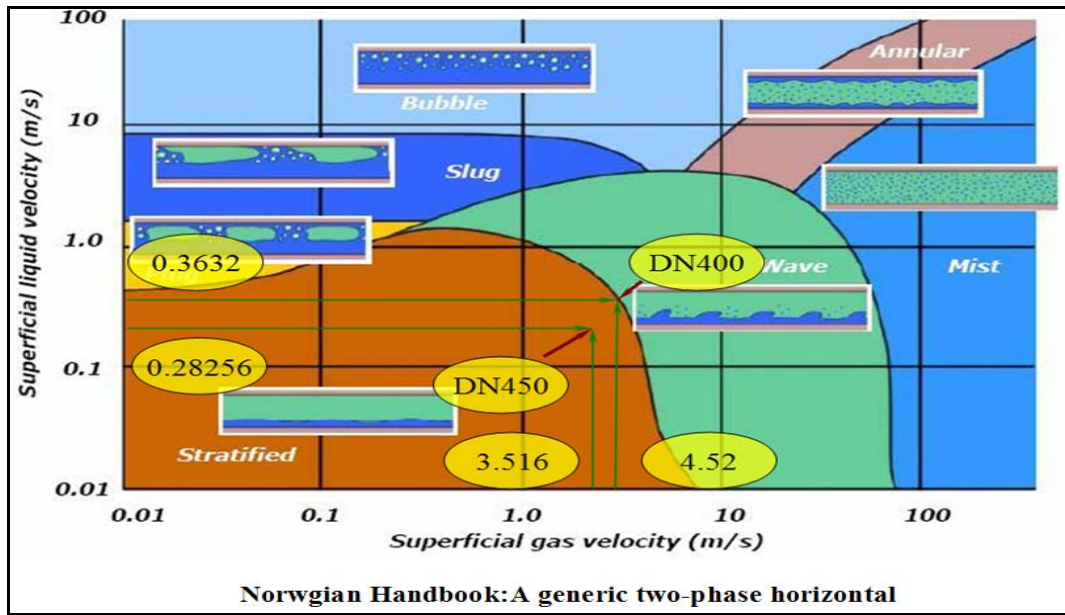 100
10
1.0
0.1
0.01
Superficial liquid velocity (m/s)
Annular
Bubble
Slug
0.3632
DN400
Wave
Mist
0.28256
DN450
Stratified
3.516
4.52
0.01
0.1
1.0
10
100
Superficial gas velocity (m/s)
Norwgian Handbook:A generic two-phase horizontal